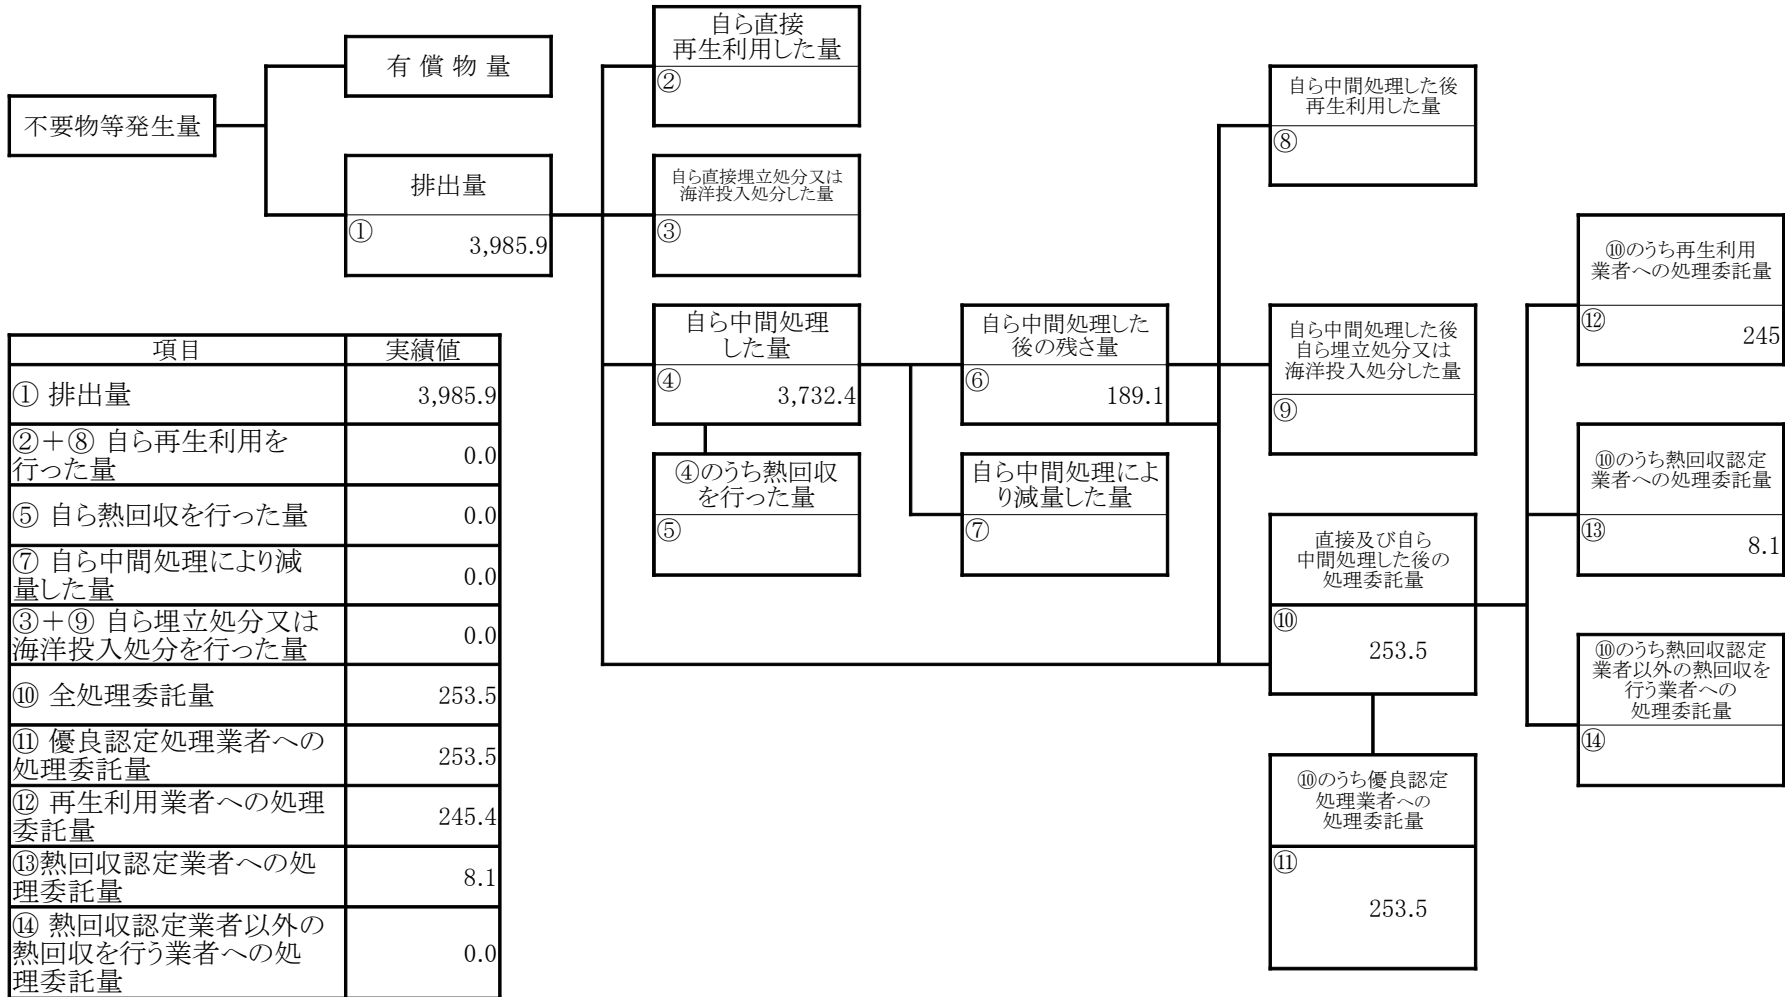 不要物等発生量
有 償 物 量
排出量
①
3,985.9
自ら直接
再生利用した量
②
自ら直接埋立処分又は
海洋投入処分した量
③
自ら中間処理
した量
④
3,732.4
④のうち熱回収
を行った量
⑤
自ら中間処理した
後の残さ量
⑥
189.1
自ら中間処理によ
り減量した量
⑦
自ら中間処理した後
再生利用した量
⑧
自ら中間処理した後
自ら埋立処分又は
海洋投入処分した量
⑨
直接及び自ら
中間処理した後の
処理委託量
⑩
253.5
⑩のうち優良認定
処理業者への
処理委託量
⑪
253.5
⑩のうち再生利用
業者への処理委託量
⑫
245
⑩のうち熱回収認定
業者への処理委託量
⑬
8.1
⑩のうち熱回収認定
業者以外の熱回収を
行う業者への
処理委託量
⑭
項目 実績値
① 排出量 3,985.9
②＋⑧ 自ら再生利用を
行った量 0.0
⑤ 自ら熱回収を行った量 0.0
⑦ 自ら中間処理により減
量した量 0.0
③＋⑨ 自ら埋立処分又は
海洋投入処分を行った量 0.0
⑩ 全処理委託量 253.5
⑪ 優良認定処理業者への
処理委託量 253.5
⑫ 再生利用業者への処理
委託量 245.4
⑬熱回収認定業者への処
理委託量 8.1
⑭ 熱回収認定業者以外の
熱回収を行う業者への処
理委託量 0.0